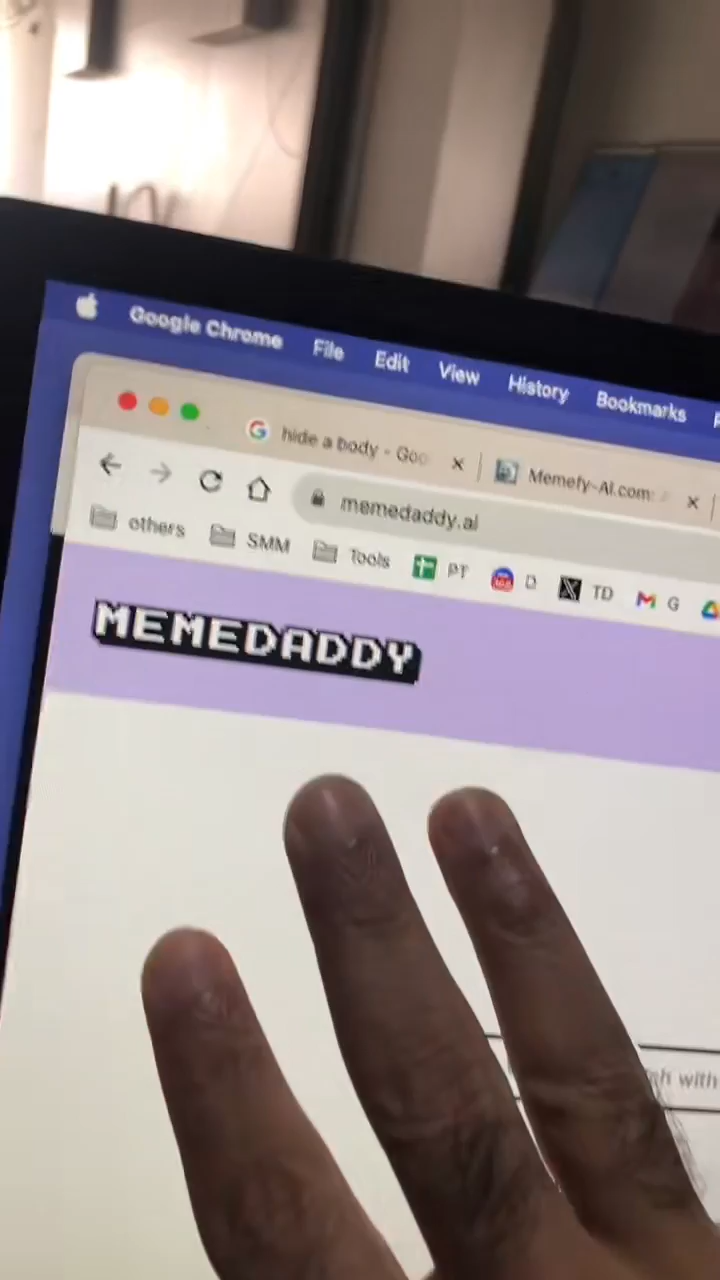 Google Chrome File Edit View History Bookmarks
hide a body - Goo Memefy-AI.com:
memedaddy.ai
others SMM Tools PT D TD G
MEMEDADDY
with